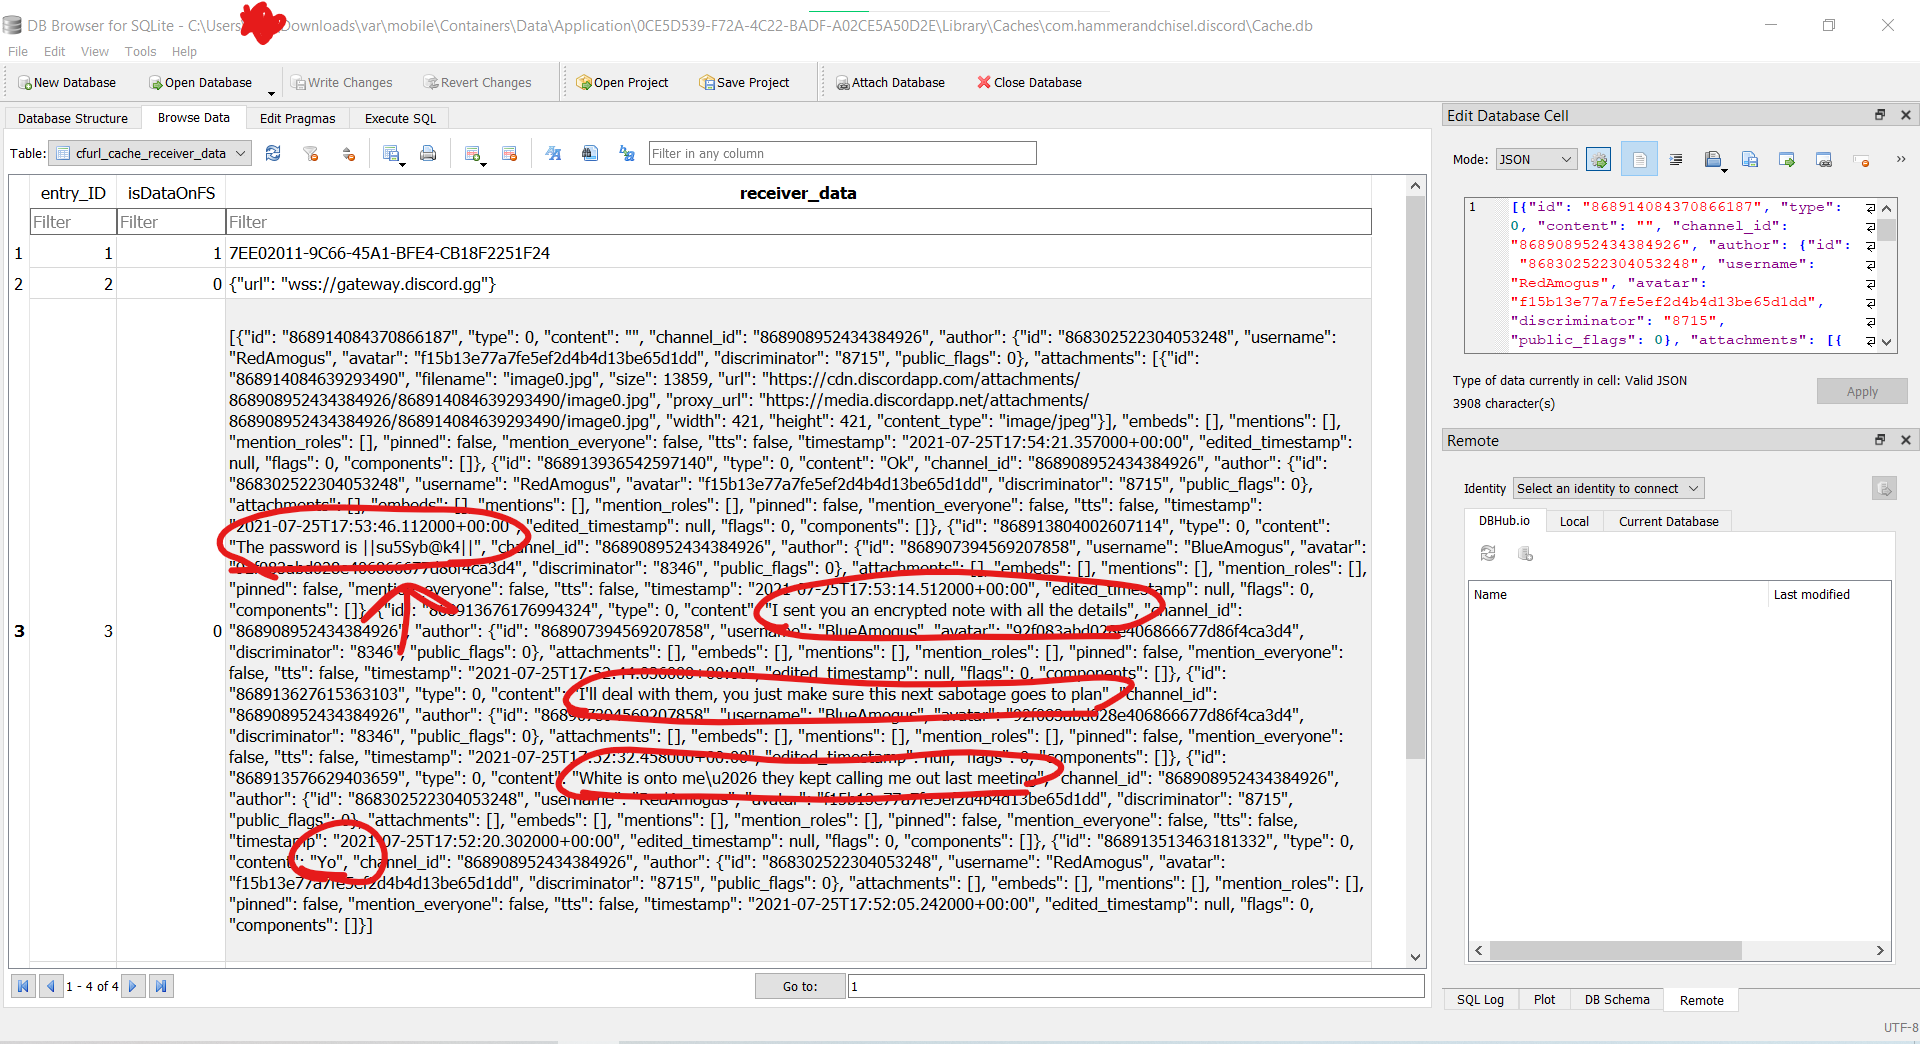 DB Browser for SQLite - C:\Users\Downloads\var\mobile\Containers\Data\Application\0CE5D539-F72A-4C22-BADF-A02CE5A50D2E\Library\Caches\com.hammerandchisel.discord\Cache.db
File Edit View Tools Help
New Database Open Database Write Changes Revert Changes Open Project Save Project Attach Database Close Database
Database Structure Browse Data Edit Pragmas Execute SQL
Table: cfurl_cache_receiver_data Filter in any column
entry_ID isDataOnFS receiver_data
Filter Filter Filter
1 1 1 7EE02011-9C66-45A1-BFE4-CB18F2251F24
2 2 0 {"url": "wss://gateway.discord.gg"}
3 3 0
[{"id": "868914084370866187", "type": 0, "content": "", "channel_id": "868908952434384926", "author": {"id": "868302522304053248", "username":
"RedAmogus", "avatar": "f15b13e77a7fe5ef2d4b4d13be65d1dd", "discriminator": "8715", "public_flags": 0}, "attachments": [{"id":
"868914084639293490", "filename": "image0.jpg", "size": 13859, "url": "https://cdn.discordapp.com/attachments/
868908952434384926/868914084639293490/image0.jpg", "proxy_url": "https://media.discordapp.net/attachments/
868908952434384926/868914084639293490/image0.jpg", "width": 421, "height": 421, "content_type": "image/jpeg"}], "embeds": [], "mentions": [],
"mention_roles": [], "pinned": false, "mention_everyone": false, "tts": false, "timestamp": "2021-07-25T17:54:21.357000+00:00", "edited_timestamp":
null, "flags": 0, "components": []}, {"id": "868913936542597140", "type": 0, "content": "Ok", "channel_id": "868908952434384926", "author": {"id":
"868302522304053248", "username": "RedAmogus", "avatar": "f15b13e77a7fe5ef2d4b4d13be65d1dd", "discriminator": "8715", "public_flags": 0},
"attachments": [], "embeds": [], "mentions": [], "mention_roles": [], "pinned": false, "mention_everyone": false, "tts": false, "timestamp":
"2021-07-25T17:53:46.112000+00:00", "edited_timestamp": null, "flags": 0, "components": []}, {"id": "868913804002607114", "type": 0, "content":
"The password is ||su5Syb@k4||", "channel_id": "868908952434384926", "author": {"id": "868907394569207858", "username": "BlueAmogus", "avatar":
"92f083abd028e406866677d86f4ca3d4", "discriminator": "8346", "public_flags": 0}, "attachments": [], "embeds": [], "mentions": [], "mention_roles": [],
"pinned": false, "mention_everyone": false, "tts": false, "timestamp": "2021-07-25T17:53:14.512000+00:00", "edited_timestamp": null, "flags": 0,
"components": []}, {"id": "868913676176994324", "type": 0, "content": "I sent you an encrypted note with all the details", "channel_id":
"868908952434384926", "author": {"id": "868907394569207858", "username": "BlueAmogus", "avatar": "92f083abd028e406866677d86f4ca3d4",
"discriminator": "8346", "public_flags": 0}, "attachments": [], "embeds": [], "mentions": [], "mention_roles": [], "pinned": false, "mention_everyone":
false, "tts": false, "timestamp": "2021-07-25T17:52:44.036000+00:00", "edited_timestamp": null, "flags": 0, "components": []}, {"id":
"868913627615363103", "type": 0, "content": "I'll deal with them, you just make sure this next sabotage goes to plan", "channel_id":
"868908952434384926", "author": {"id": "868907394569207858", "username": "BlueAmogus", "avatar": "92f083abd028e406866677d86f4ca3d4",
"discriminator": "8346", "public_flags": 0}, "attachments": [], "embeds": [], "mentions": [], "mention_roles": [], "pinned": false, "mention_everyone":
false, "tts": false, "timestamp": "2021-07-25T17:52:32.458000+00:00", "edited_timestamp": null, "flags": 0, "components": []}, {"id":
"868913576629403659", "type": 0, "content": "White is onto me\u2026 they kept calling me out last meeting", "channel_id": "868908952434384926",
"author": {"id": "868302522304053248", "username": "RedAmogus", "avatar": "f15b13e77a7fe5ef2d4b4d13be65d1dd", "discriminator": "8715",
"public_flags": 0}, "attachments": [], "embeds": [], "mentions": [], "mention_roles": [], "pinned": false, "mention_everyone": false, "tts": false,
"timestamp": "2021-07-25T17:52:20.302000+00:00", "edited_timestamp": null, "flags": 0, "components": []}, {"id": "868913513463181332", "type": 0,
"content": "Yo", "channel_id": "868908952434384926", "author": {"id": "868302522304053248", "username": "RedAmogus", "avatar":
"f15b13e77a7fe5ef2d4b4d13be65d1dd", "discriminator": "8715", "public_flags": 0}, "attachments": [], "embeds": [], "mentions": [], "mention_roles": [],
"pinned": false, "mention_everyone": false, "tts": false, "timestamp": "2021-07-25T17:52:05.242000+00:00", "edited_timestamp": null, "flags": 0,
"components": []}]
1 - 4 of 4 Go to: 1
Edit Database Cell
Mode: JSON
1 [{"id": "868914084370866187", "type":
0, "content": "", "channel_id":
"868908952434384926", "author": {"id":
"868302522304053248", "username":
"RedAmogus", "avatar":
"f15b13e77a7fe5ef2d4b4d13be65d1dd",
"discriminator": "8715",
"public_flags": 0}, "attachments": [{
Type of data currently in cell: Valid JSON
3908 character(s)
Apply
Remote
Identity Select an identity to connect
DBHub.io Local Current Database
Name Last modified
SQL Log Plot DB Schema Remote
UTF-8